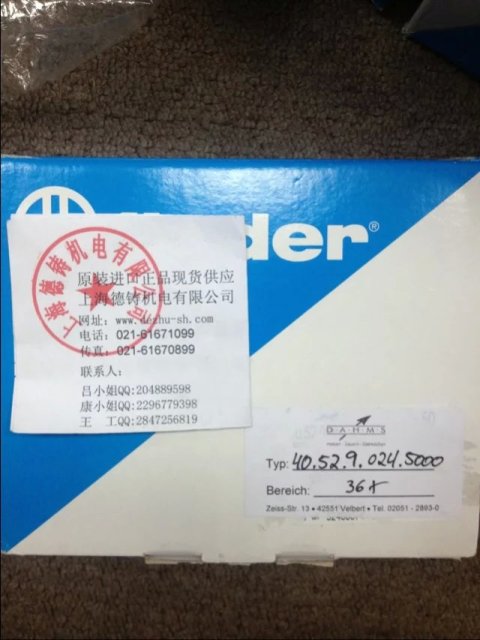 der®
上海德铸机电有限公司
原装进口正品现货供应
上海德铸机电有限公司
网址：www.dezhu-sh.com
电话：021-61671099
传真：021-61670899
联系人：
吕小姐QQ:204889598
康小姐QQ:2296779398
王 工QQ:2847256819
DAHMS
Typ: 40.52.9.024.5000
Bereich: 36x
Zeiss-Str. 13 • 42551 Velbert • Tel. 02051 - 2893-0